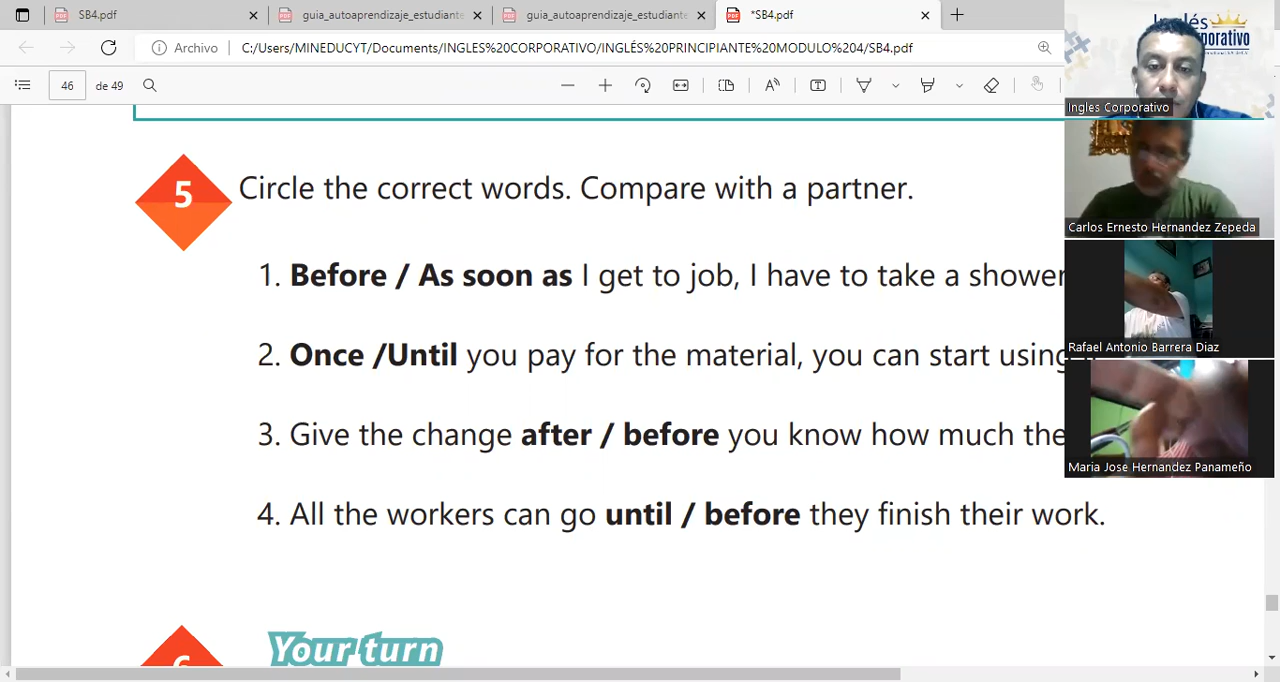 SB4.pdf
guia_autoaprendizaje_estudiante
guia_autoaprendizaje_estudiante
*SB4.pdf
Archivo
C:/Users/MINEDUCYT/Documents/INGLES%20CORPORATIVO/INGLÉS%20PRINCIPIANTE%20MODULO%204/SB4.pdf
46 de 49
Inglés
Ingles Corporativo
Carlos Ernesto Hernandez Zepeda
Rafael Antonio Barrera Diaz
Maria Jose Hernandez Panameño
5 Circle the correct words. Compare with a partner.
1. Before / As soon as I get to job, I have to take a shower
2. Once /Until you pay for the material, you can start using
3. Give the change after / before you know how much the
4. All the workers can go until / before they finish their work.
6 Your turn